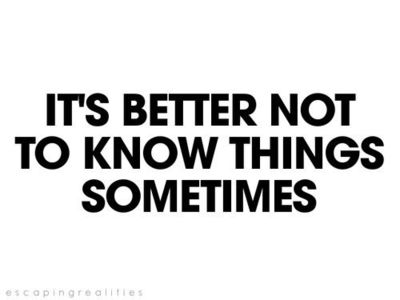 IT'S BETTER NOT
TO KNOW THINGS
SOMETIMES
escapingrealities